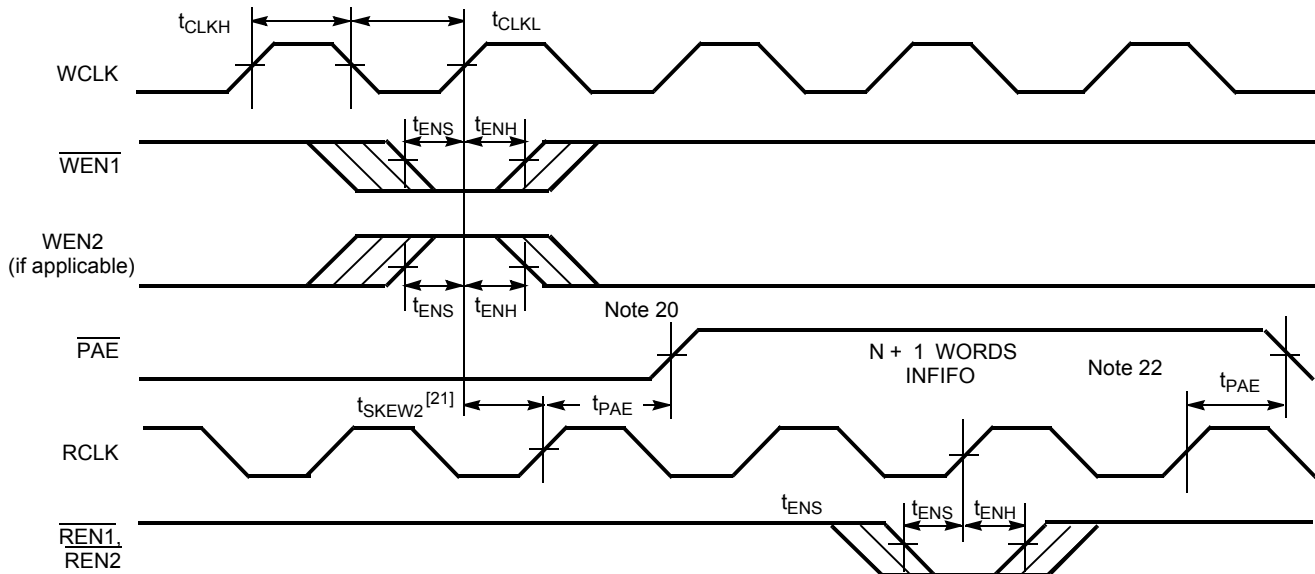 tCLKH
tCLKL
WCLK
tENS
tENH
WEN1
WEN2
(if applicable)
tENS
tENH
Note 20
PAE
N + 1 WORDS
INFIFO
Note 22
tPAE
tSKEW2[21]
tPAE
RCLK
tENS
tENS
tENH
REN1,
REN2